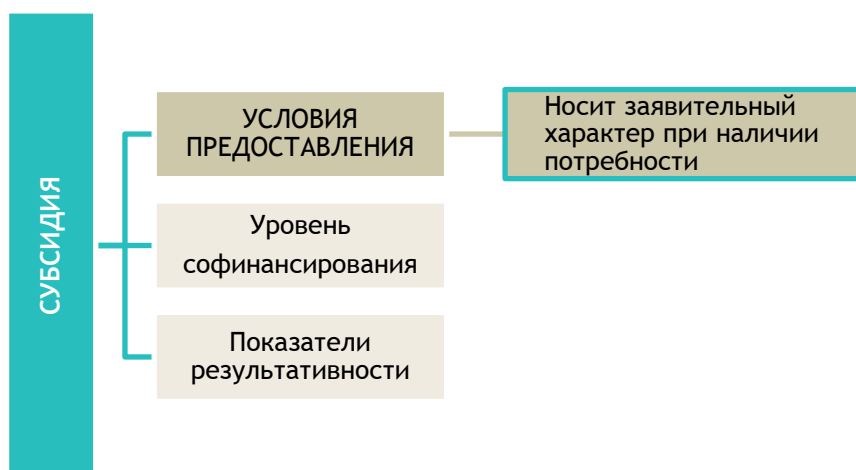 СУБСИДИЯ
УСЛОВИЯ
ПРЕДОСТАВЛЕНИЯ
Носит заявительный
характер при наличии
потребности
Уровень
софинансирования
Показатели
результативности